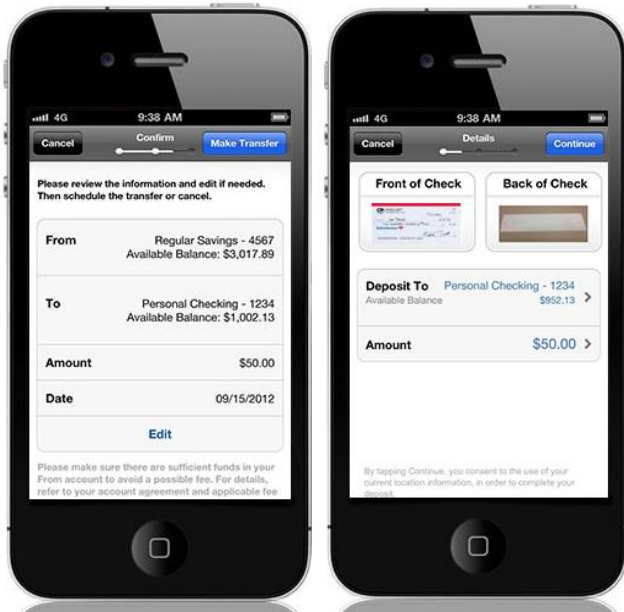 4G 9:38 AM
Cancel Confirm Make Transfer
Please review the information and edit if needed.
Then schedule the transfer or cancel.
From Regular Savings - 4567
Available Balance: $3,017.89
To Personal Checking - 1234
Available Balance: $1,002.13
Amount $50.00
Date 09/15/2012
Edit
Please make sure there are sufficient funds in your
From account to avoid a possible fee. For details,
refer to your account agreement and applicable fee
4G 9:38 AM
Cancel Details Continue
Front of Check Back of Check
Deposit To Personal Checking - 1234
Available Balance $952.13
Amount $50.00
By tapping Continue, you consent to the use of your
current location information, in order to complete your
deposit.